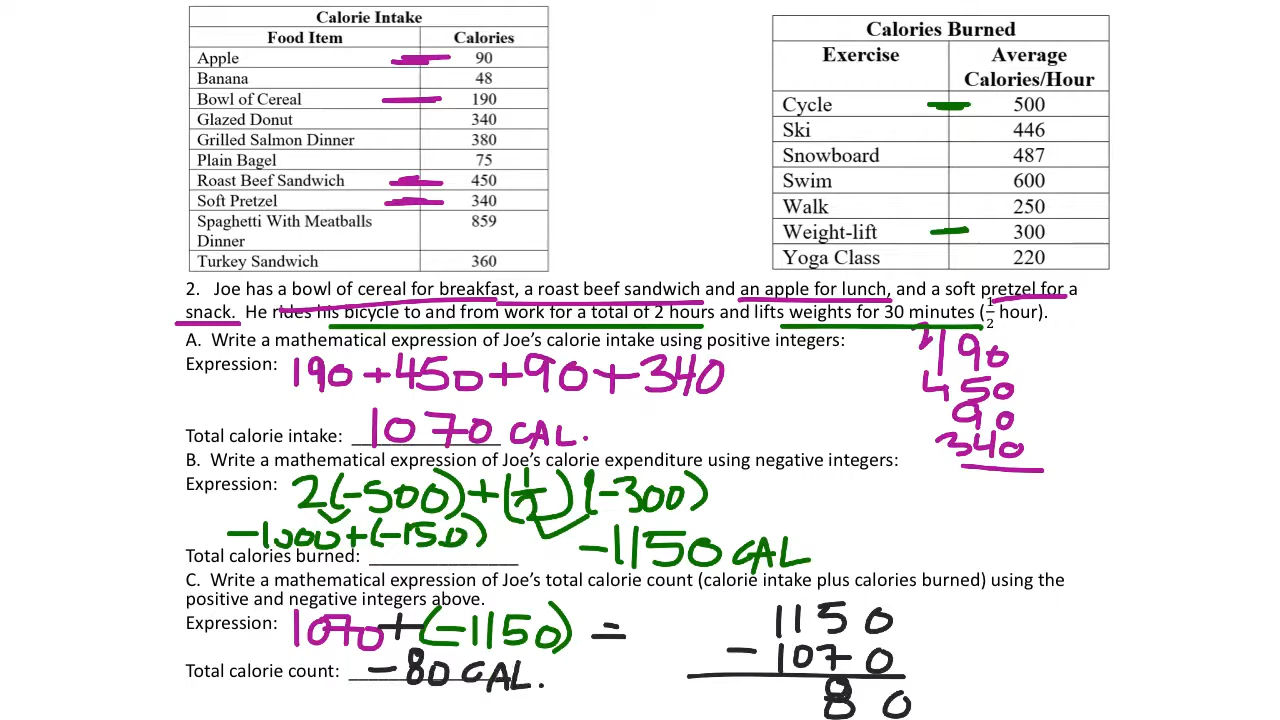 Calorie Intake
Food Item Calories
Apple 90
Banana 48
Bowl of Cereal 190
Glazed Donut 340
Grilled Salmon Dinner 380
Plain Bagel 75
Roast Beef Sandwich 450
Soft Pretzel 340
Spaghetti With Meatballs 859
Dinner
Turkey Sandwich 360
Calories Burned
Exercise Average
Calories/Hour
Cycle 500
Ski 446
Snowboard 487
Swim 600
Walk 250
Weight-lift 300
Yoga Class 220
2. Joe has a bowl of cereal for breakfast, a roast beef sandwich and an apple for lunch, and a soft pretzel for a
snack. He rides his bicycle to and from work for a total of 2 hours and lifts weights for 30 minutes (1/2 hour).
A. Write a mathematical expression of Joe's calorie intake using positive integers:
Expression: 190 + 450 + 90 + 340
2
190
450
90
340
Total calorie intake: 1070 CAL.
B. Write a mathematical expression of Joe's calorie expenditure using negative integers:
Expression: 2(-500) + (1/2)(-300)
-1000 + (-150)
Total calories burned: -1150 CAL
C. Write a mathematical expression of Joe's total calorie count (calorie intake plus calories burned) using the
positive and negative integers above.
Expression: 1070 + (-1150) =
Total calorie count: -80 CAL.
1150
- 1070
80